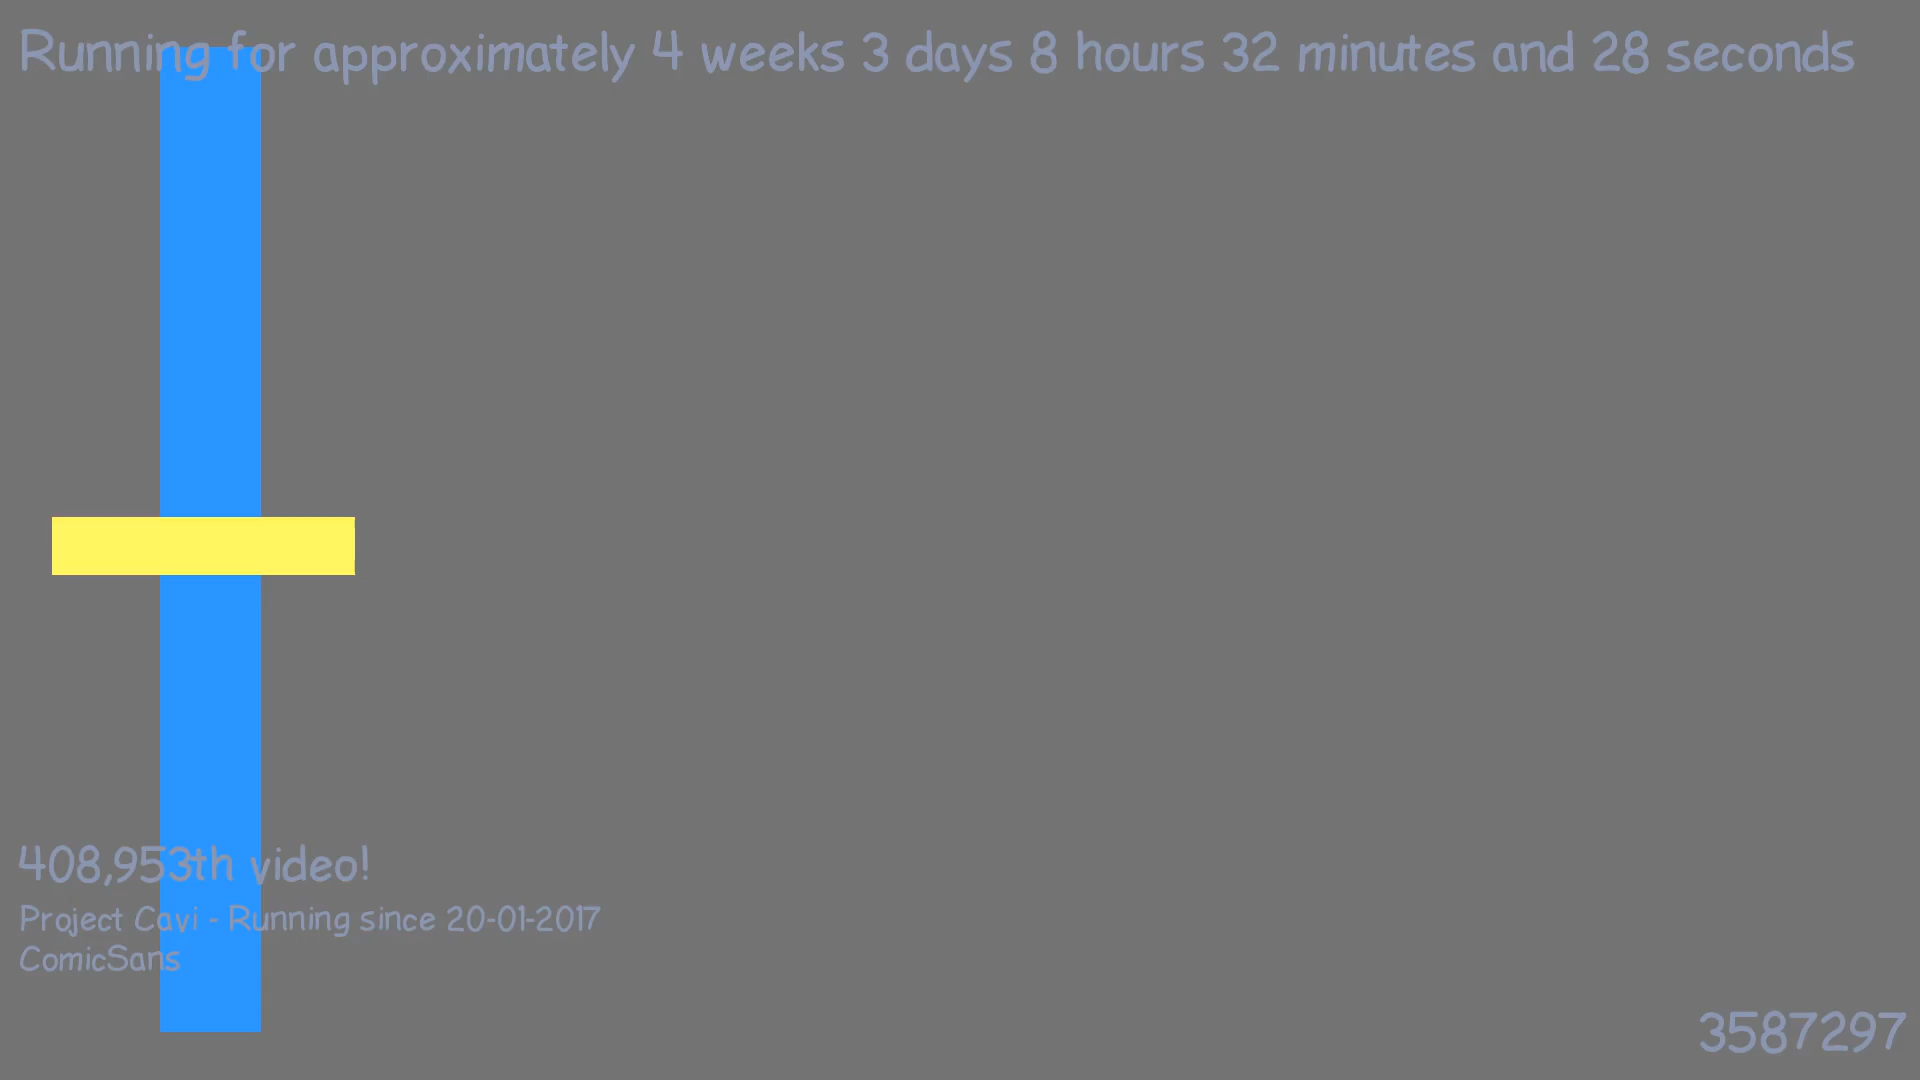 Running for approximately 4 weeks 3 days 8 hours 32 minutes and 28 seconds
408,953th video!
Project Cavi - Running since 20-01-2017
ComicSans
3587297